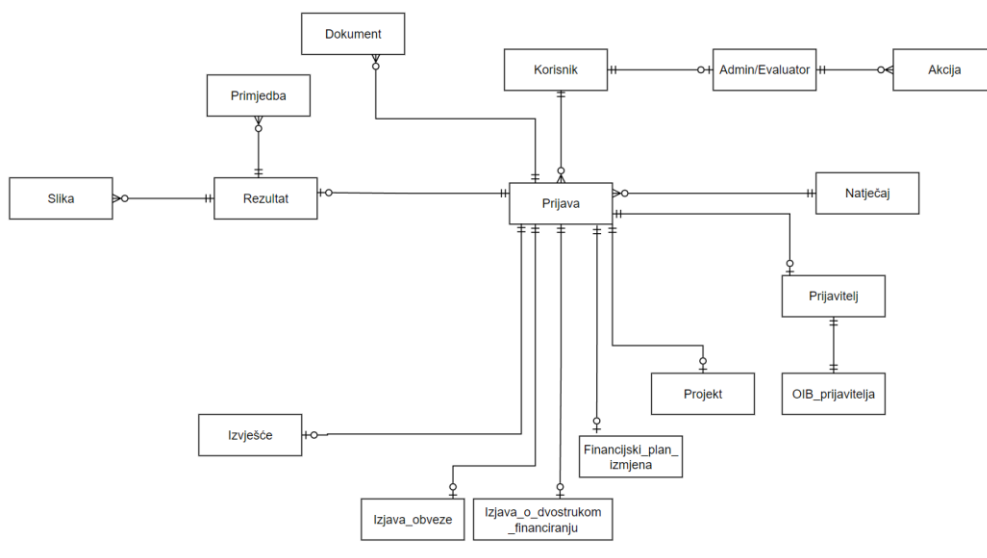 Dokument
Korisnik
Admin/Evaluator
Akcija
Primjedba
Slika
Rezultat
Prijava
Natječaj
Prijavitelj
Projekt
OIB_prijavitelja
Izvješće
Financijski_plan_
izmjena
Izjava_obveze
Izjava_o_dvostrukom
_financiranju